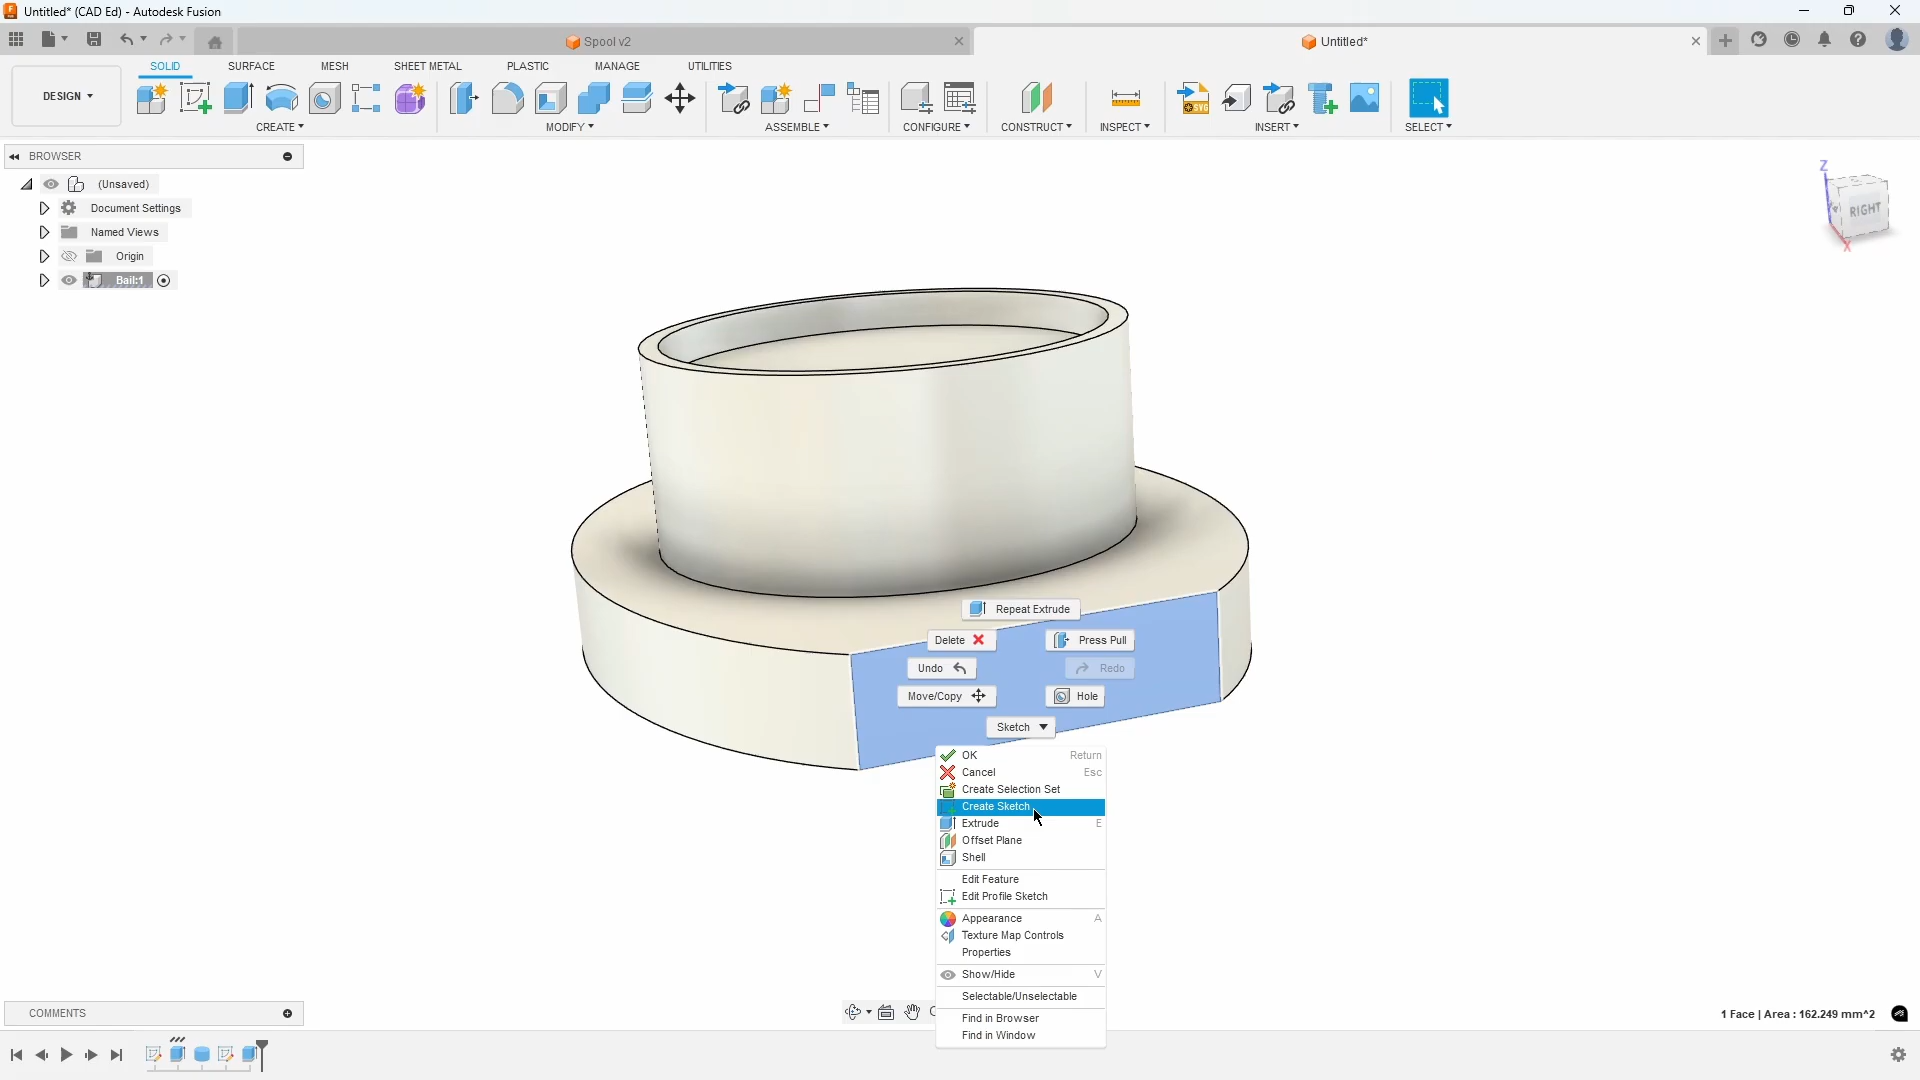 Untitled* (CAD Ed) - Autodesk Fusion
Spool v2
Untitled*
SOLID SURFACE MESH SHEET METAL PLASTIC MANAGE UTILITIES
DESIGN
CREATE MODIFY ASSEMBLE CONFIGURE CONSTRUCT INSPECT INSERT SELECT
SVG
BROWSER
(Unsaved)
Document Settings
Named Views
Origin
Bail:1
Z
RIGHT
X
Repeat Extrude
Delete Press Pull
Undo Redo
Move/Copy Hole
Sketch
OK Return
Cancel Esc
Create Selection Set
Create Sketch
Extrude E
Offset Plane
Shell
Edit Feature
Edit Profile Sketch
Appearance A
Texture Map Controls
Properties
Show/Hide V
Selectable/Unselectable
Find in Browser
Find in Window
COMMENTS
1 Face | Area : 162.249 mm^2